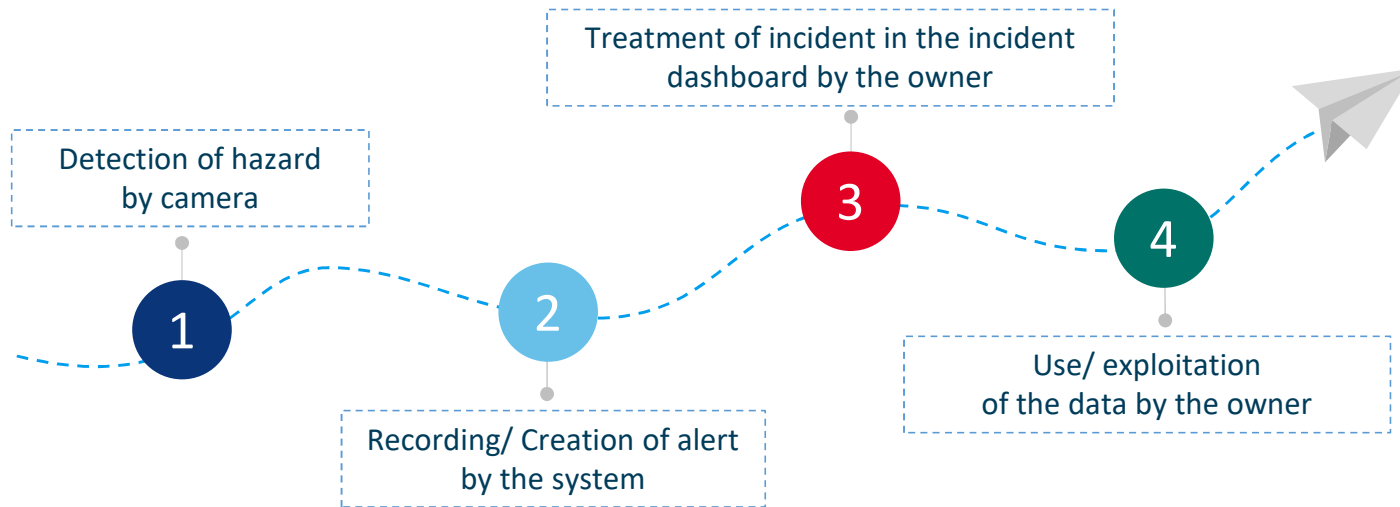 1
Detection of hazard
by camera
2
Recording/ Creation of alert
by the system
3
Treatment of incident in the incident
dashboard by the owner
4
Use/ exploitation
of the data by the owner